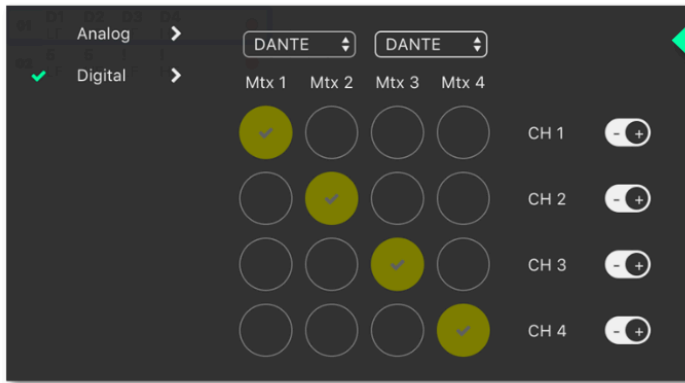 Analog
Digital
DANTE DANTE
Mtx 1 Mtx 2 Mtx 3 Mtx 4
CH 1 - +
CH 2 - +
CH 3 - +
CH 4 - +